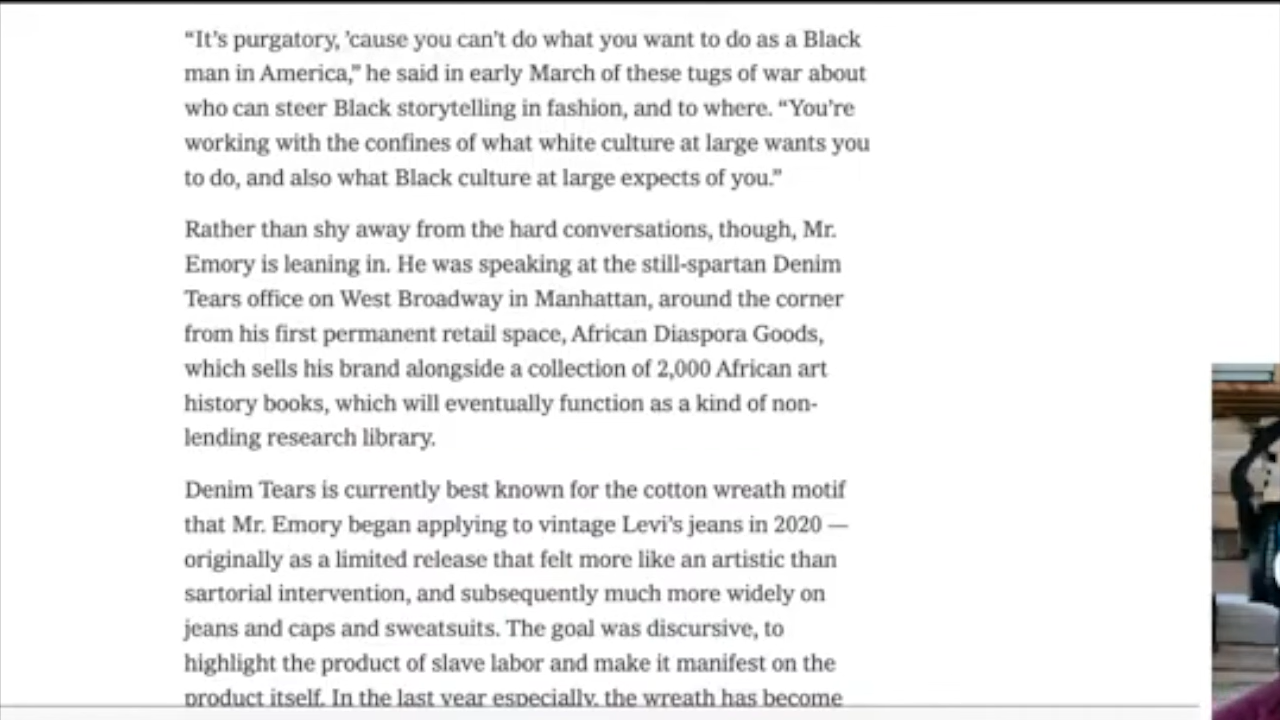 “It’s purgatory, ’cause you can’t do what you want to do as a Black
man in America,” he said in early March of these tugs of war about
who can steer Black storytelling in fashion, and to where. “You’re
working with the confines of what white culture at large wants you
to do, and also what Black culture at large expects of you.”
Rather than shy away from the hard conversations, though, Mr.
Emory is leaning in. He was speaking at the still-spartan Denim
Tears office on West Broadway in Manhattan, around the corner
from his first permanent retail space, African Diaspora Goods,
which sells his brand alongside a collection of 2,000 African art
history books, which will eventually function as a kind of non-
lending research library.
Denim Tears is currently best known for the cotton wreath motif
that Mr. Emory began applying to vintage Levi’s jeans in 2020 —
originally as a limited release that felt more like an artistic than
sartorial intervention, and subsequently much more widely on
jeans and caps and sweatsuits. The goal was discursive, to
highlight the product of slave labor and make it manifest on the
product itself. In the last year especially, the wreath has become